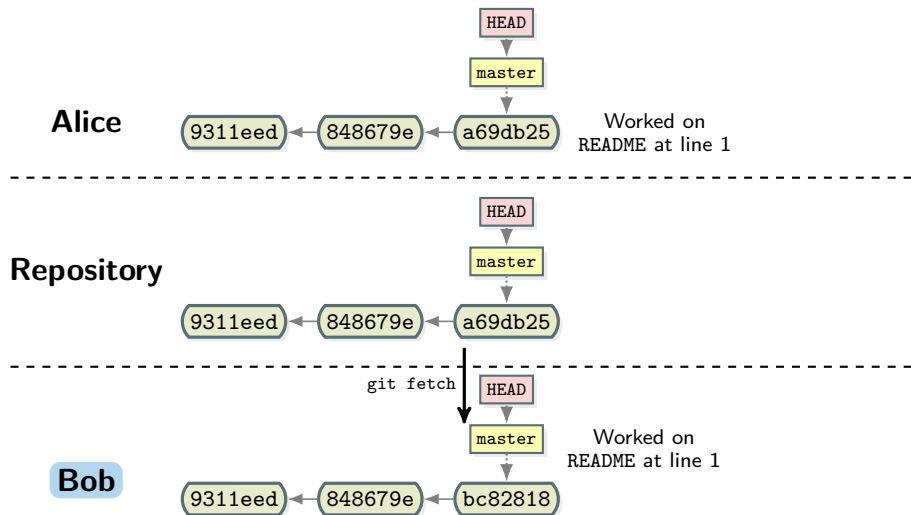 HEAD
master
Alice
9311eed
848679e
a69db25
Worked on
README at line 1
HEAD
master
Repository
9311eed
848679e
a69db25
git fetch
HEAD
master
Worked on
README at line 1
Bob
9311eed
848679e
bc82818